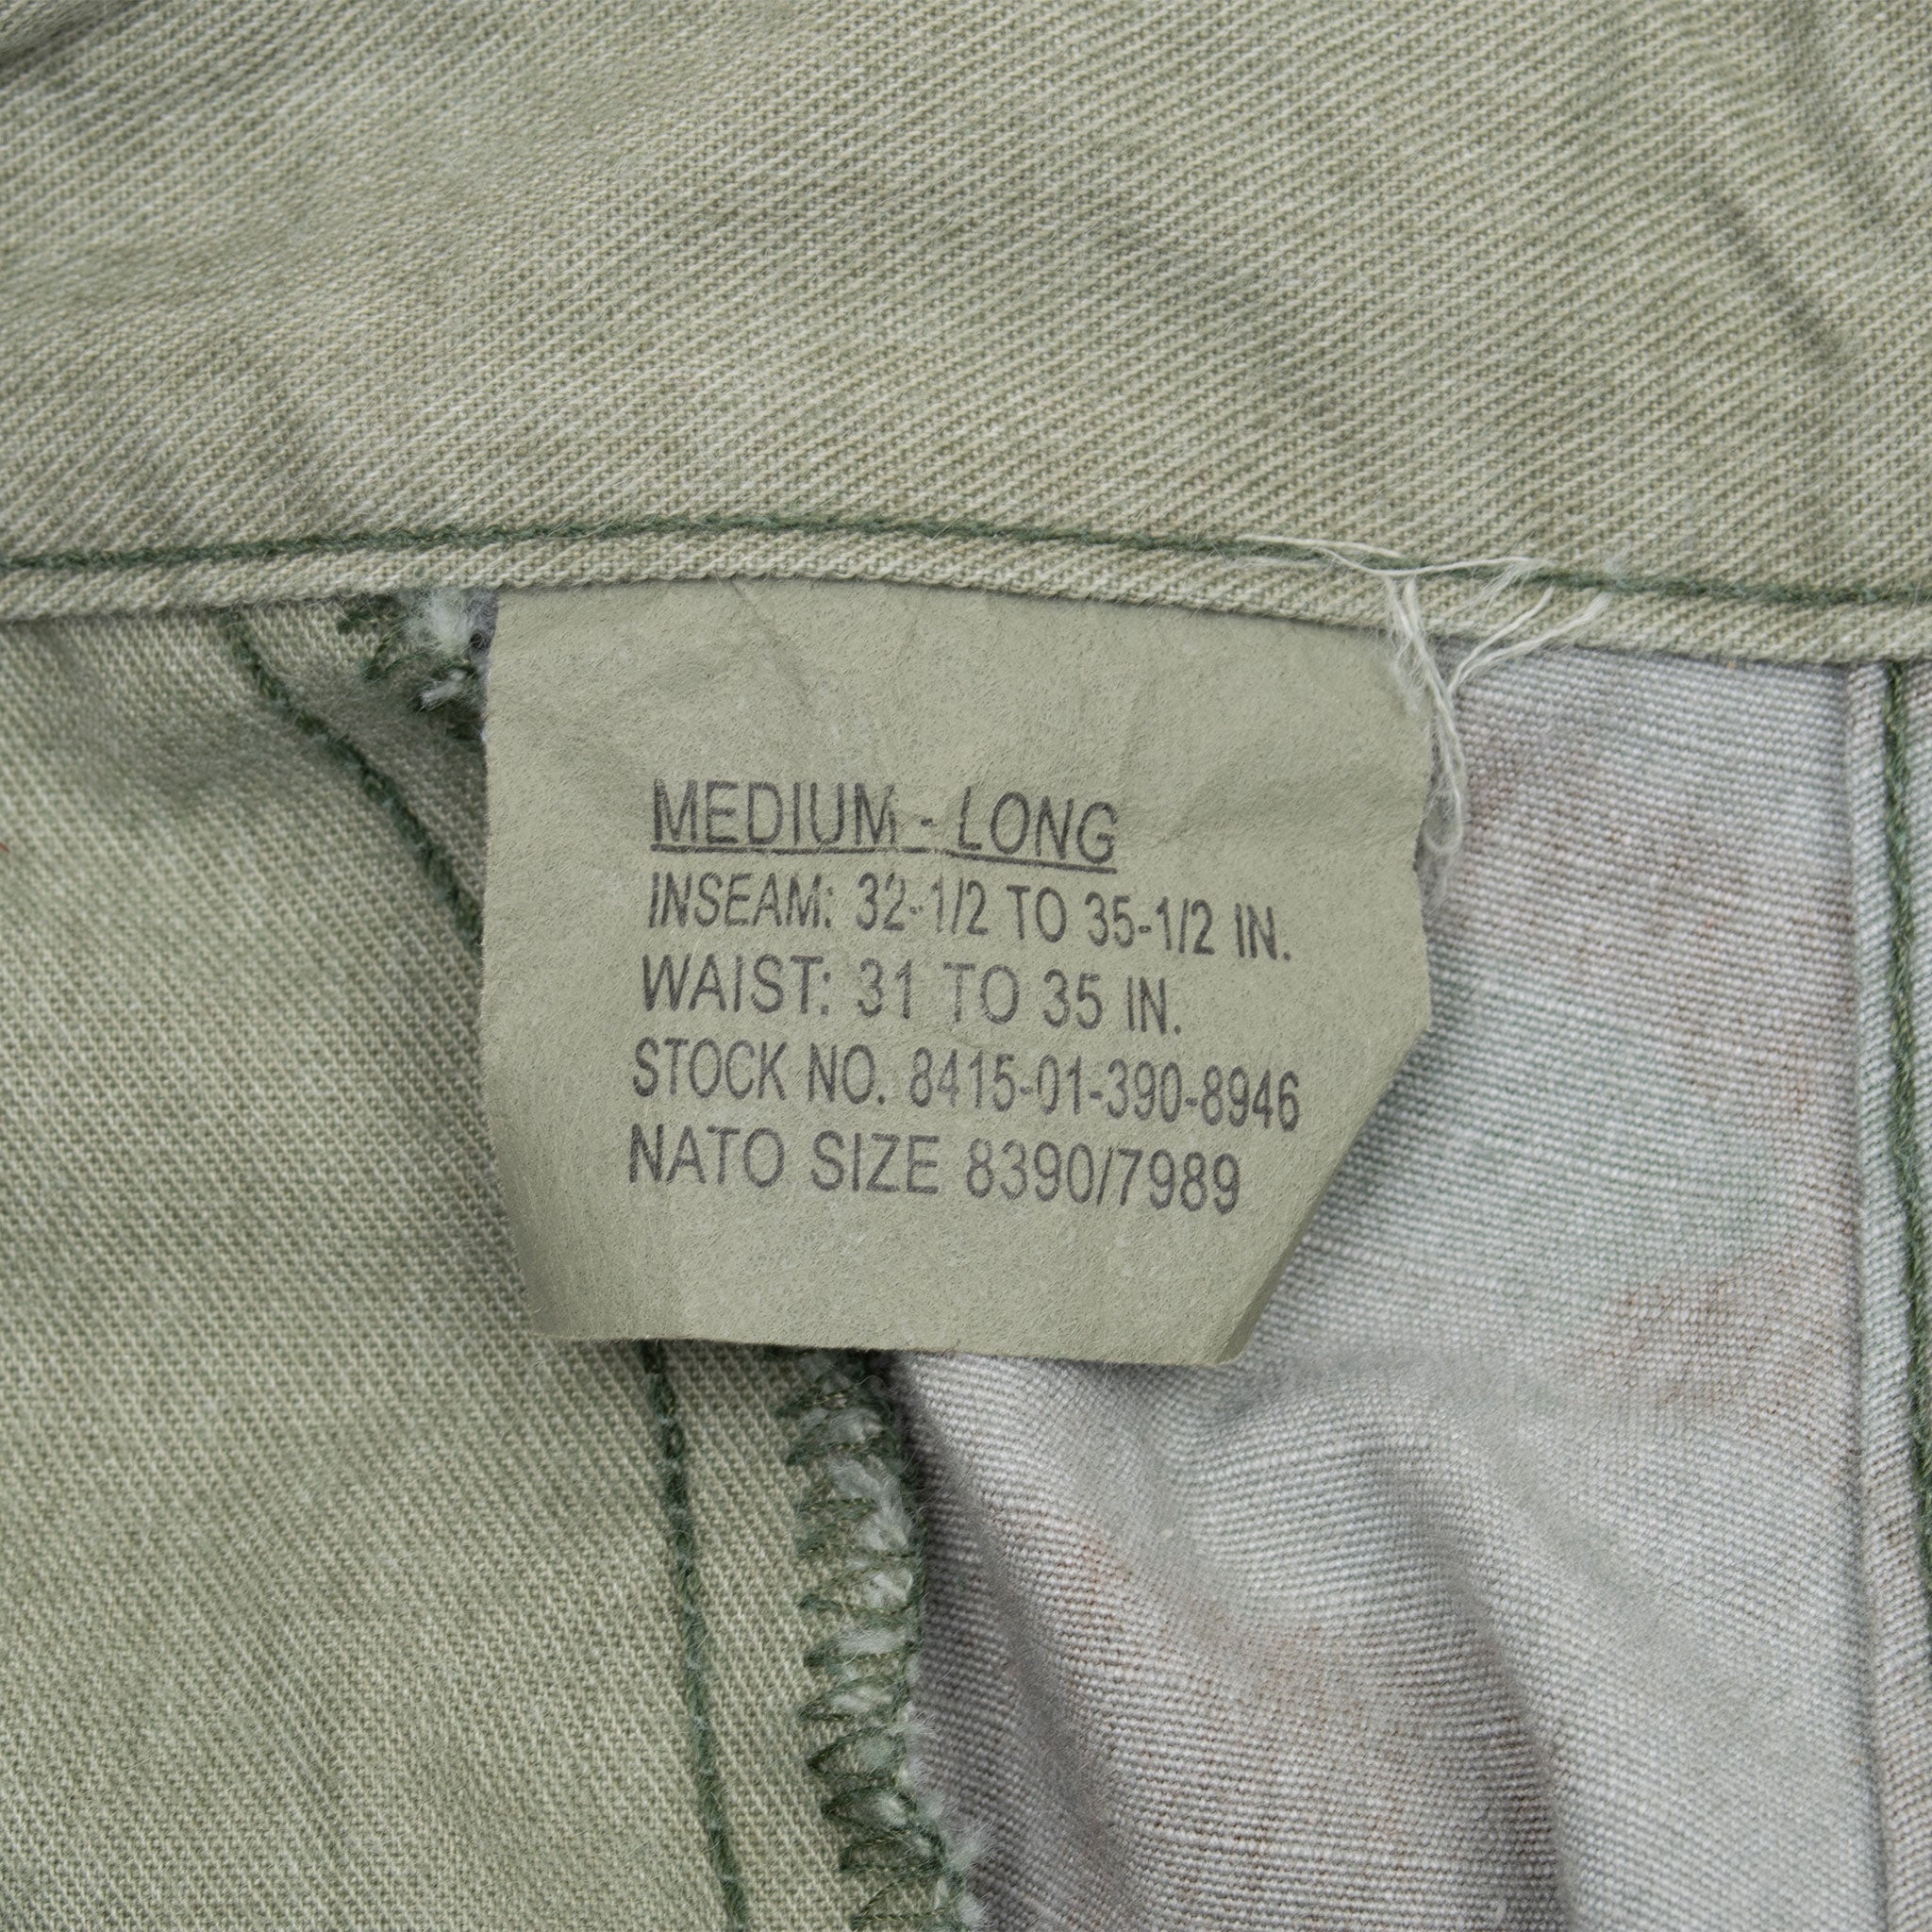 MEDIUM - LONG
INSEAM: 32-1/2 TO 35-1/2 IN.
WAIST: 31 TO 35 IN.
STOCK NO. 8415-01-390-8946
NATO SIZE 8390/7989